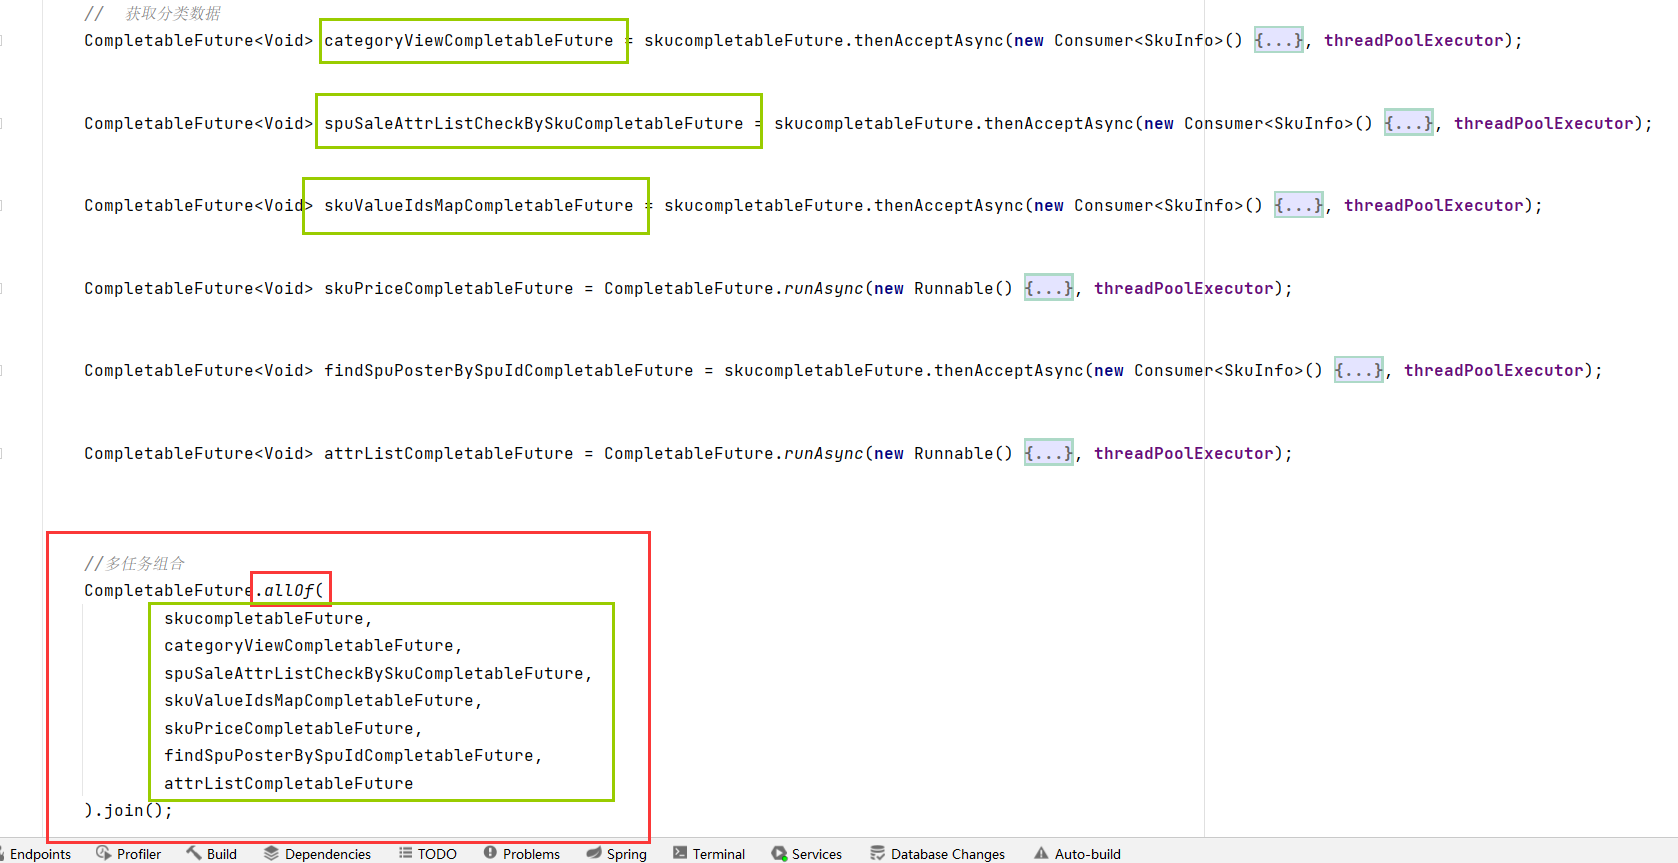 //  获取分类数据
CompletableFuture<Void> categoryViewCompletableFuture = skucompletableFuture.thenAcceptAsync(new Consumer<SkuInfo>() {...}, threadPoolExecutor);
CompletableFuture<Void> spuSaleAttrListCheckBySkuCompletableFuture = skucompletableFuture.thenAcceptAsync(new Consumer<SkuInfo>() {...}, threadPoolExecutor);
CompletableFuture<Void> skuValueIdsMapCompletableFuture = skucompletableFuture.thenAcceptAsync(new Consumer<SkuInfo>() {...}, threadPoolExecutor);
CompletableFuture<Void> skuPriceCompletableFuture = CompletableFuture.runAsync(new Runnable() {...}, threadPoolExecutor);
CompletableFuture<Void> findSpuPosterBySpuIdCompletableFuture = skucompletableFuture.thenAcceptAsync(new Consumer<SkuInfo>() {...}, threadPoolExecutor);
CompletableFuture<Void> attrListCompletableFuture = CompletableFuture.runAsync(new Runnable() {...}, threadPoolExecutor);
//多任务组合
CompletableFuture.allOf(
skucompletableFuture,
categoryViewCompletableFuture,
spuSaleAttrListCheckBySkuCompletableFuture,
skuValueIdsMapCompletableFuture,
skuPriceCompletableFuture,
findSpuPosterBySpuIdCompletableFuture,
attrListCompletableFuture
).join();
Endpoints Profiler Build Dependencies TODO Problems Spring Terminal Services Database Changes Auto-build